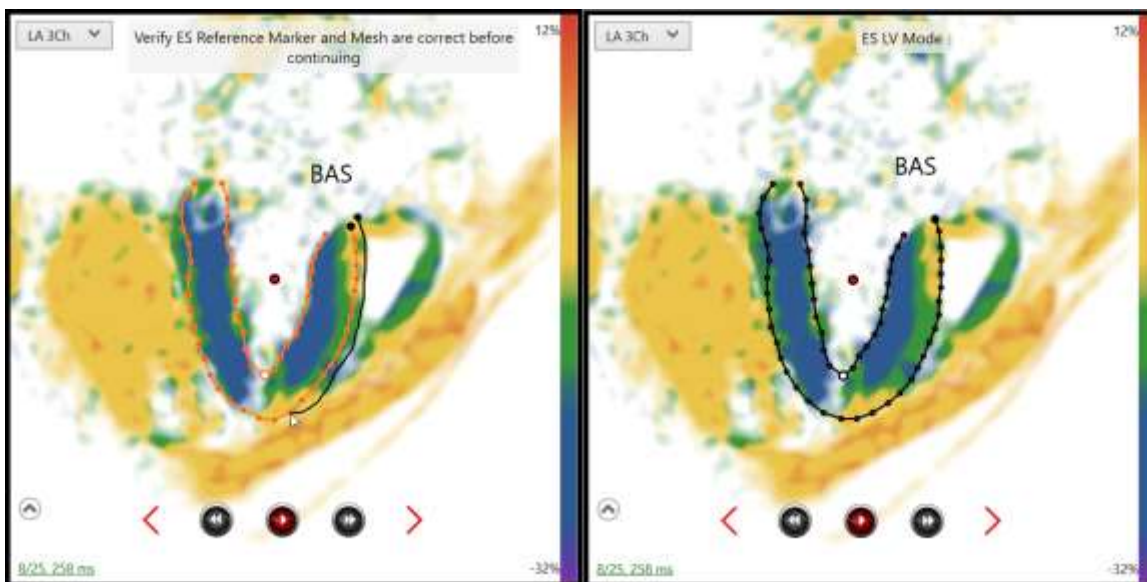 LA 3Ch
Verify ES Reference Marker and Mesh are correct before
continuing
12%
BAS
8/25, 258 ms
-32%
LA 3Ch
ES LV Mode
12%
BAS
8/25, 258 ms
-32%